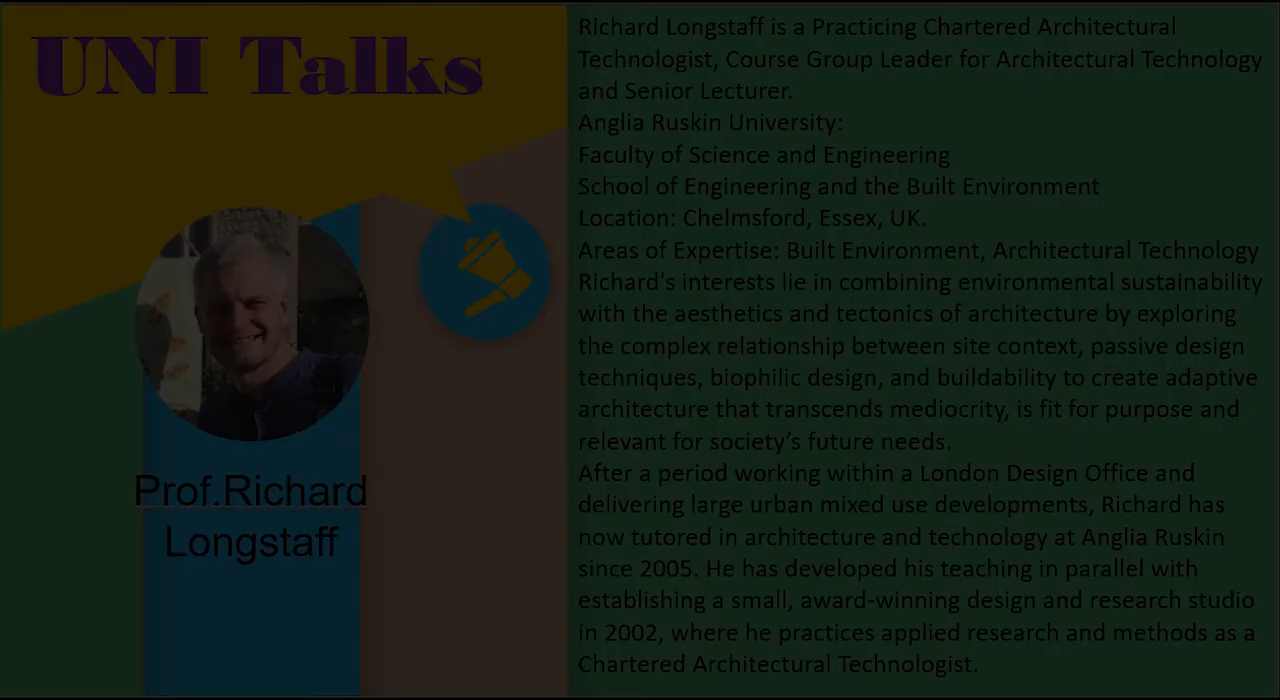 UNI Talks
Prof.Richard
Longstaff
Richard Longstaff is a Practicing Chartered Architectural
Technologist, Course Group Leader for Architectural Technology
and Senior Lecturer.
Anglia Ruskin University:
Faculty of Science and Engineering
School of Engineering and the Built Environment
Location: Chelmsford, Essex, UK.
Areas of Expertise: Built Environment, Architectural Technology
Richard's interests lie in combining environmental sustainability
with the aesthetics and tectonics of architecture by exploring
the complex relationship between site context, passive design
techniques, biophilic design, and buildability to create adaptive
architecture that transcends mediocrity, is fit for purpose and
relevant for society’s future needs.
After a period working within a London Design Office and
delivering large urban mixed use developments, Richard has
now tutored in architecture and technology at Anglia Ruskin
since 2005. He has developed his teaching in parallel with
establishing a small, award-winning design and research studio
in 2002, where he practices applied research and methods as a
Chartered Architectural Technologist.